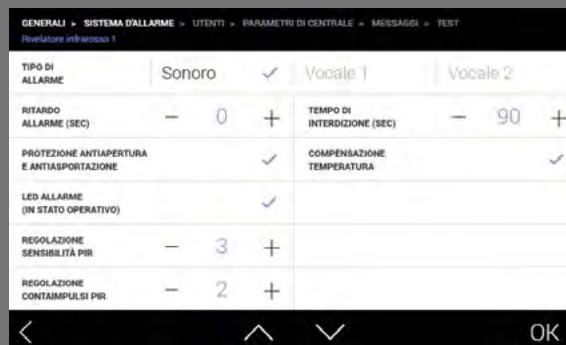 GENERALI > SISTEMA D'ALLARME > UTENTI > PARAMETRI DI CENTRALE > MESSAGGI > TEST
Rivelatore infrarosso 1
TIPO DI
ALLARME
Sonoro ✓ Vocale 1 Vocale 2
RITARDO
ALLARME (SEC)
− 0 +
TEMPO DI
INTERDIZIONE (SEC)
− 90 +
PROTEZIONE ANTIAPERTURA
E ANTIASPORTAZIONE
✓
COMPENSAZIONE
TEMPERATURA
✓
LED ALLARME
(IN STATO OPERATIVO)
✓
REGOLAZIONE
SENSIBILITÀ PIR
− 3 +
REGOLAZIONE
CONTAIMPULSI PIR
− 2 +
OK